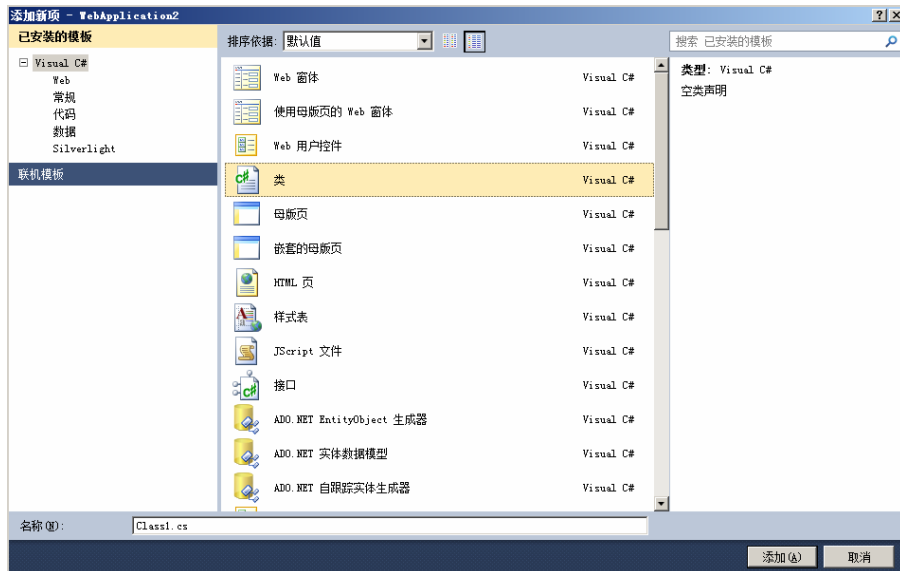 添加新项 - WebApplication2
已安装的模板
排序依据: 默认值
搜索 已安装的模板
Visual C#
Web
常规
代码
数据
Silverlight
联机模板
Web 窗体 Visual C#
使用母版页的 Web 窗体 Visual C#
Web 用户控件 Visual C#
类 Visual C#
母版页 Visual C#
嵌套的母版页 Visual C#
HTML 页 Visual C#
样式表 Visual C#
JScript 文件 Visual C#
接口 Visual C#
ADO.NET EntityObject 生成器 Visual C#
ADO.NET 实体数据模型 Visual C#
ADO.NET 自跟踪实体生成器 Visual C#
类型: Visual C#
空类声明
名称(N): Class1.cs
添加(A) 取消